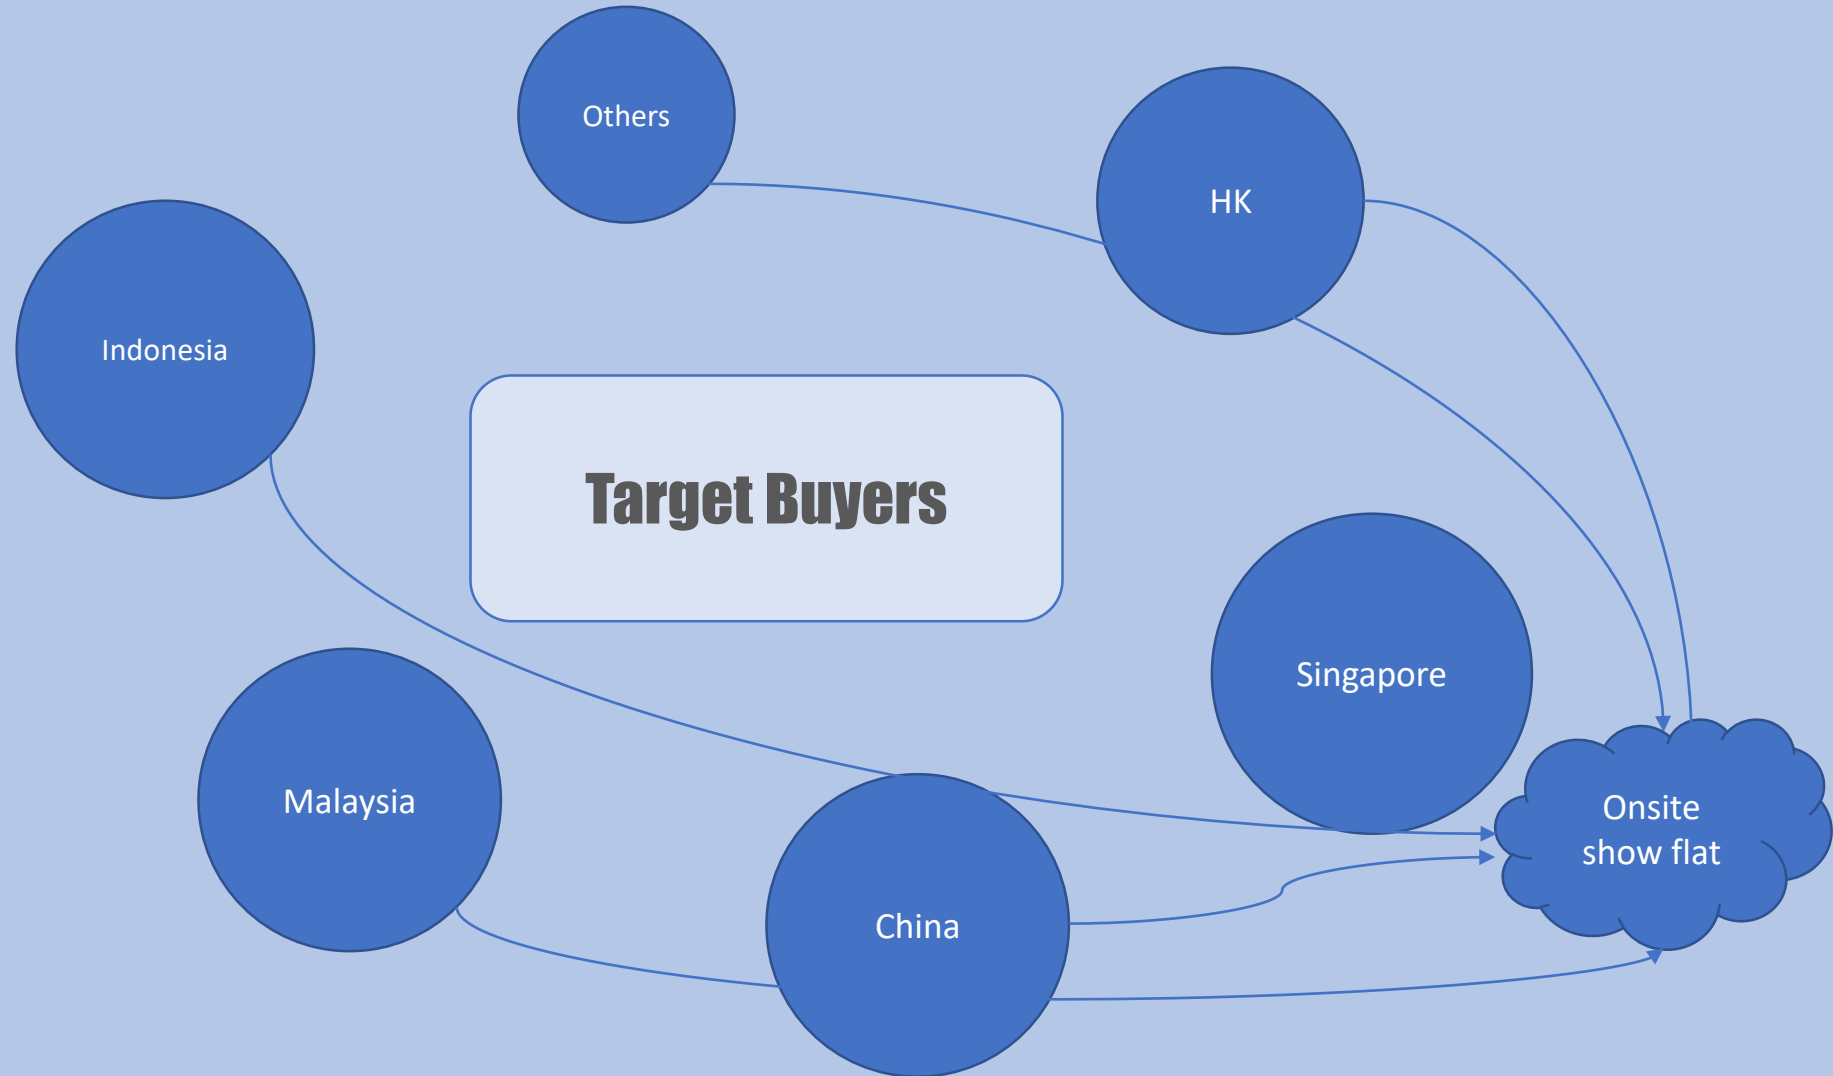 Others
HK
Indonesia
Target Buyers
Singapore
Malaysia
Onsite
show flat
China